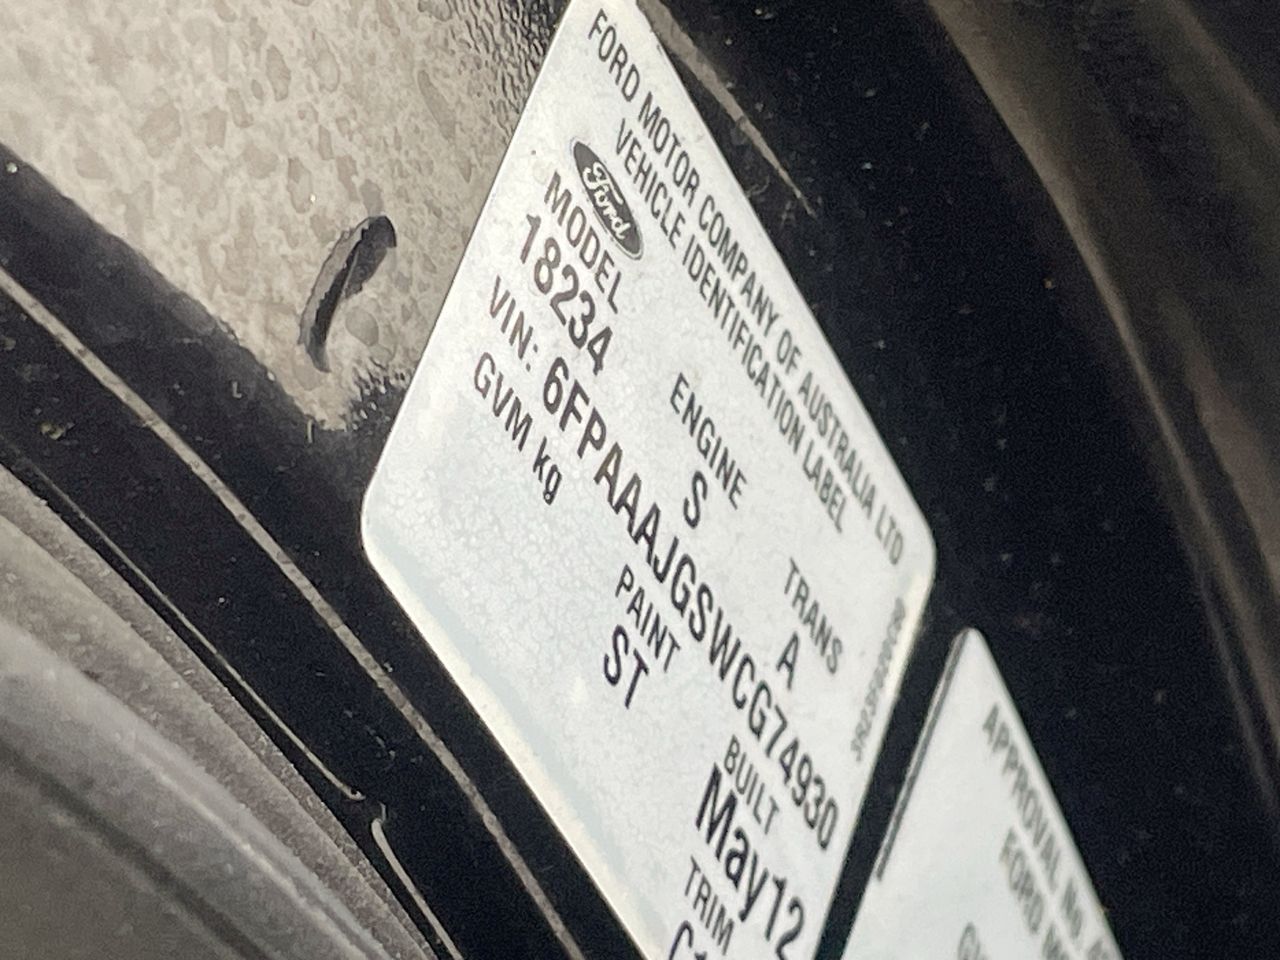 FORD MOTOR COMPANY OF AUSTRALIA LTD
VEHICLE IDENTIFICATION LABEL
Ford
MODEL ENGINE TRANS
18234 S A
VIN: 6FPAAAJGSWCG74930
GVM kg PAINT BUILT
ST May12
TRIM
APPROVAL No.
FORD